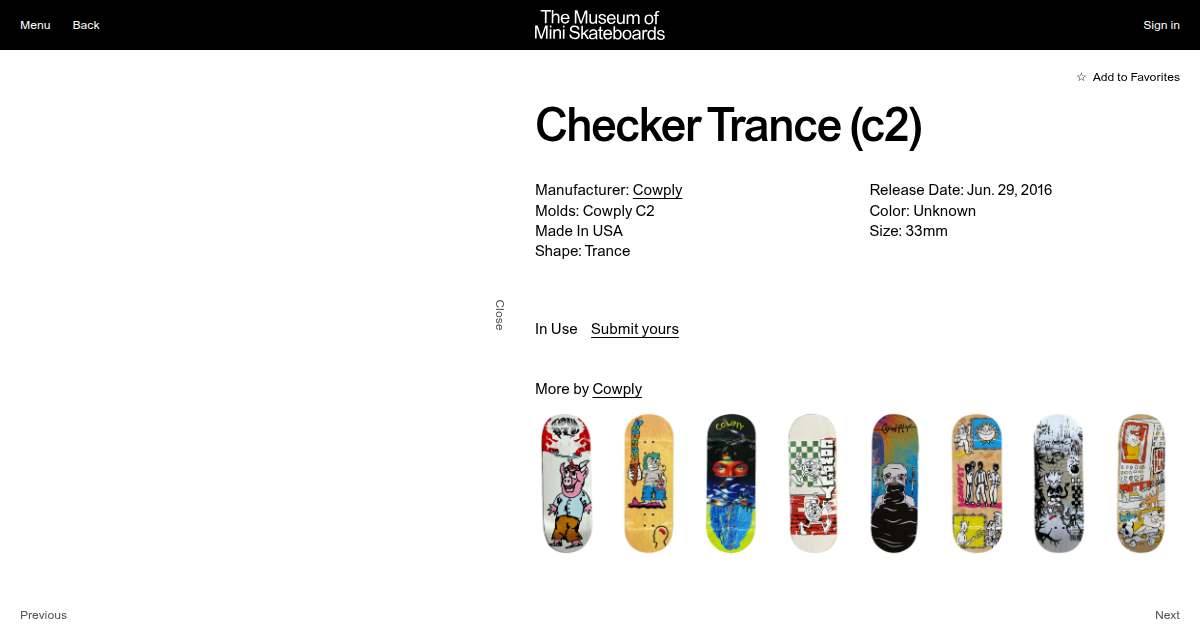 Menu
Back
The Museum of
Mini Skateboards
Sign in
☆ Add to Favorites
Checker Trance (c2)
Manufacturer: Cowply
Molds: Cowply C2
Made In USA
Shape: Trance
Release Date: Jun. 29, 2016
Color: Unknown
Size: 33mm
Close
In Use
Submit yours
More by Cowply
COWPLY
Previous
Next